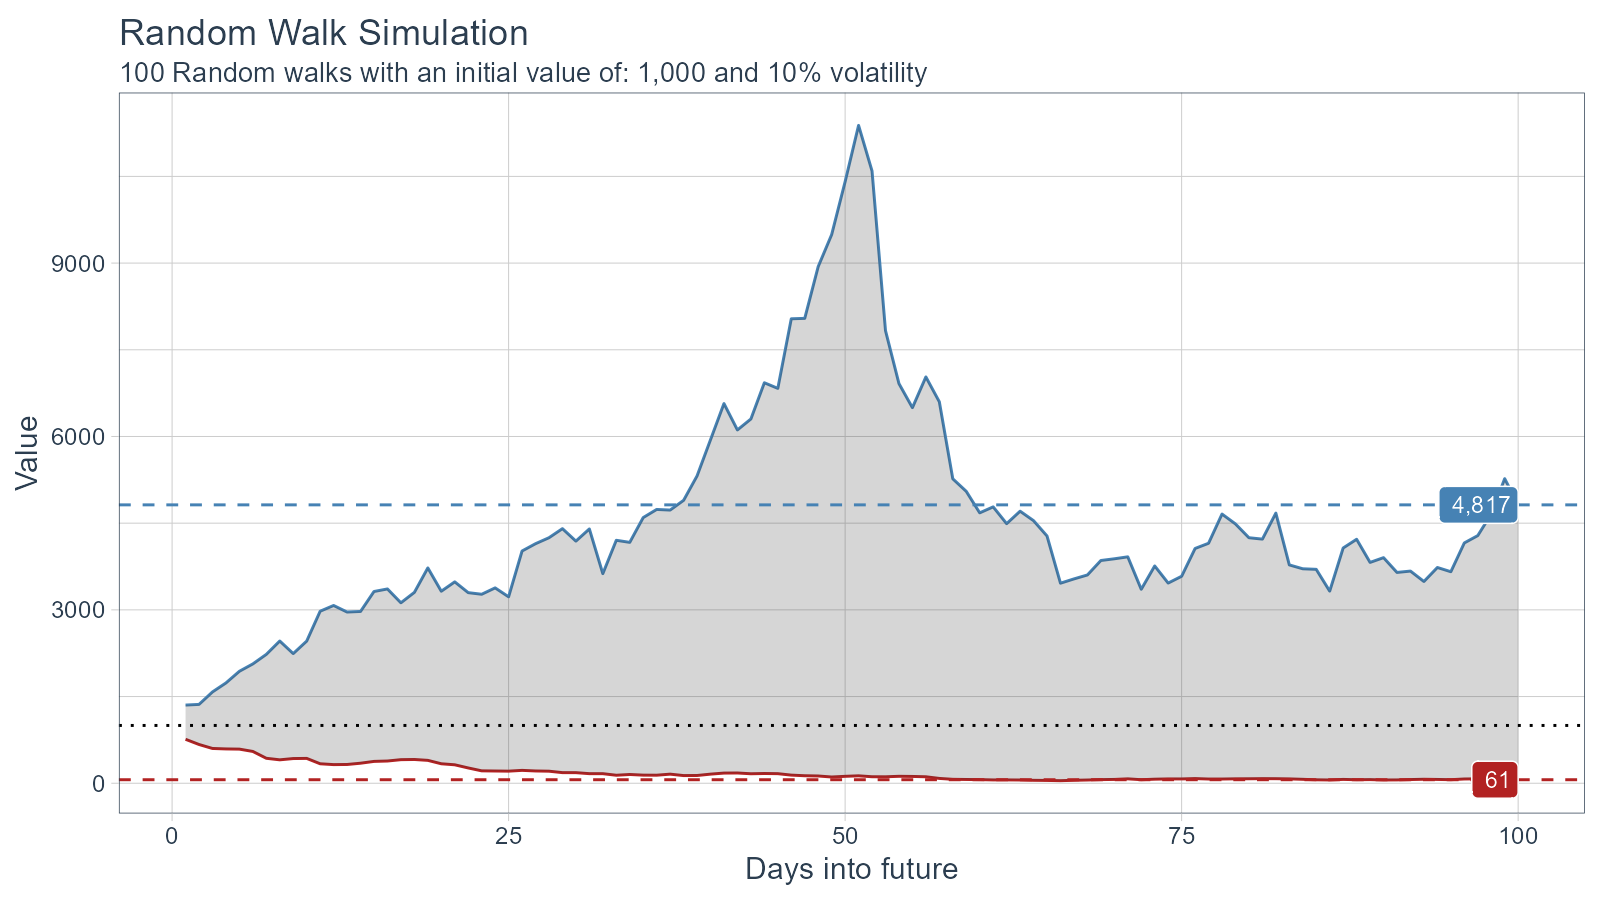 Random Walk Simulation
100 Random walks with an initial value of: 1,000 and 10% volatility
Value
9000
6000
3000
0
4,817
61
0
25
50
75
100
Days into future